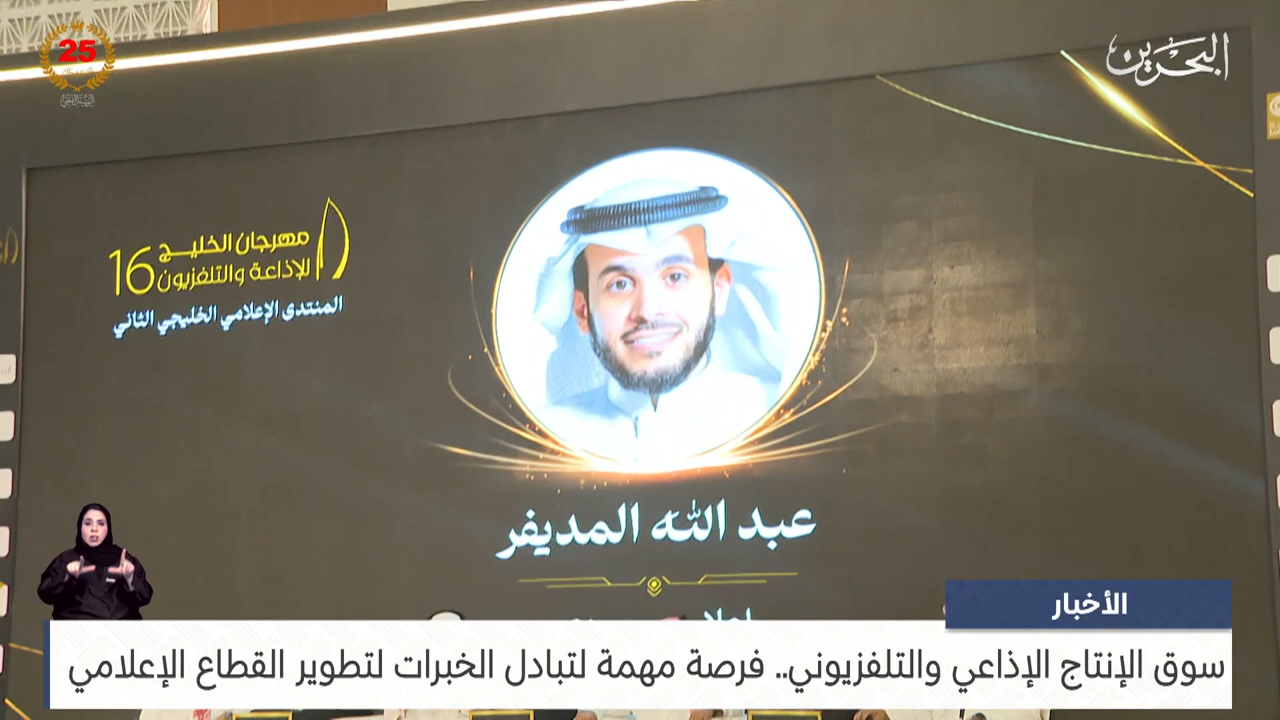 25
البحرين
مهرجان الخليج
للإذاعة والتلفزيون 16
المنتدى الإعلامي الخليجي الثاني
عبد الله المديفر
الأخبار
سوق الإنتاج الإذاعي والتلفزيوني.. فرصة مهمة لتبادل الخبرات لتطوير القطاع الإعلامي